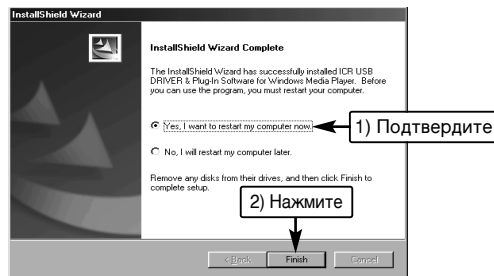 InstallShield Wizard
InstallShield Wizard Complete
The InstallShield Wizard has successfully installed ICR USB
DRIVER & Plug-In Software for Windows Media Player. Before
you can use the program, you must restart your computer.
Yes, I want to restart my computer now.
1) Подтвердите
No, I will restart my computer later.
Remove any disks from their drives, and then click Finish to
complete setup.
2) Нажмите
< Back Finish Cancel